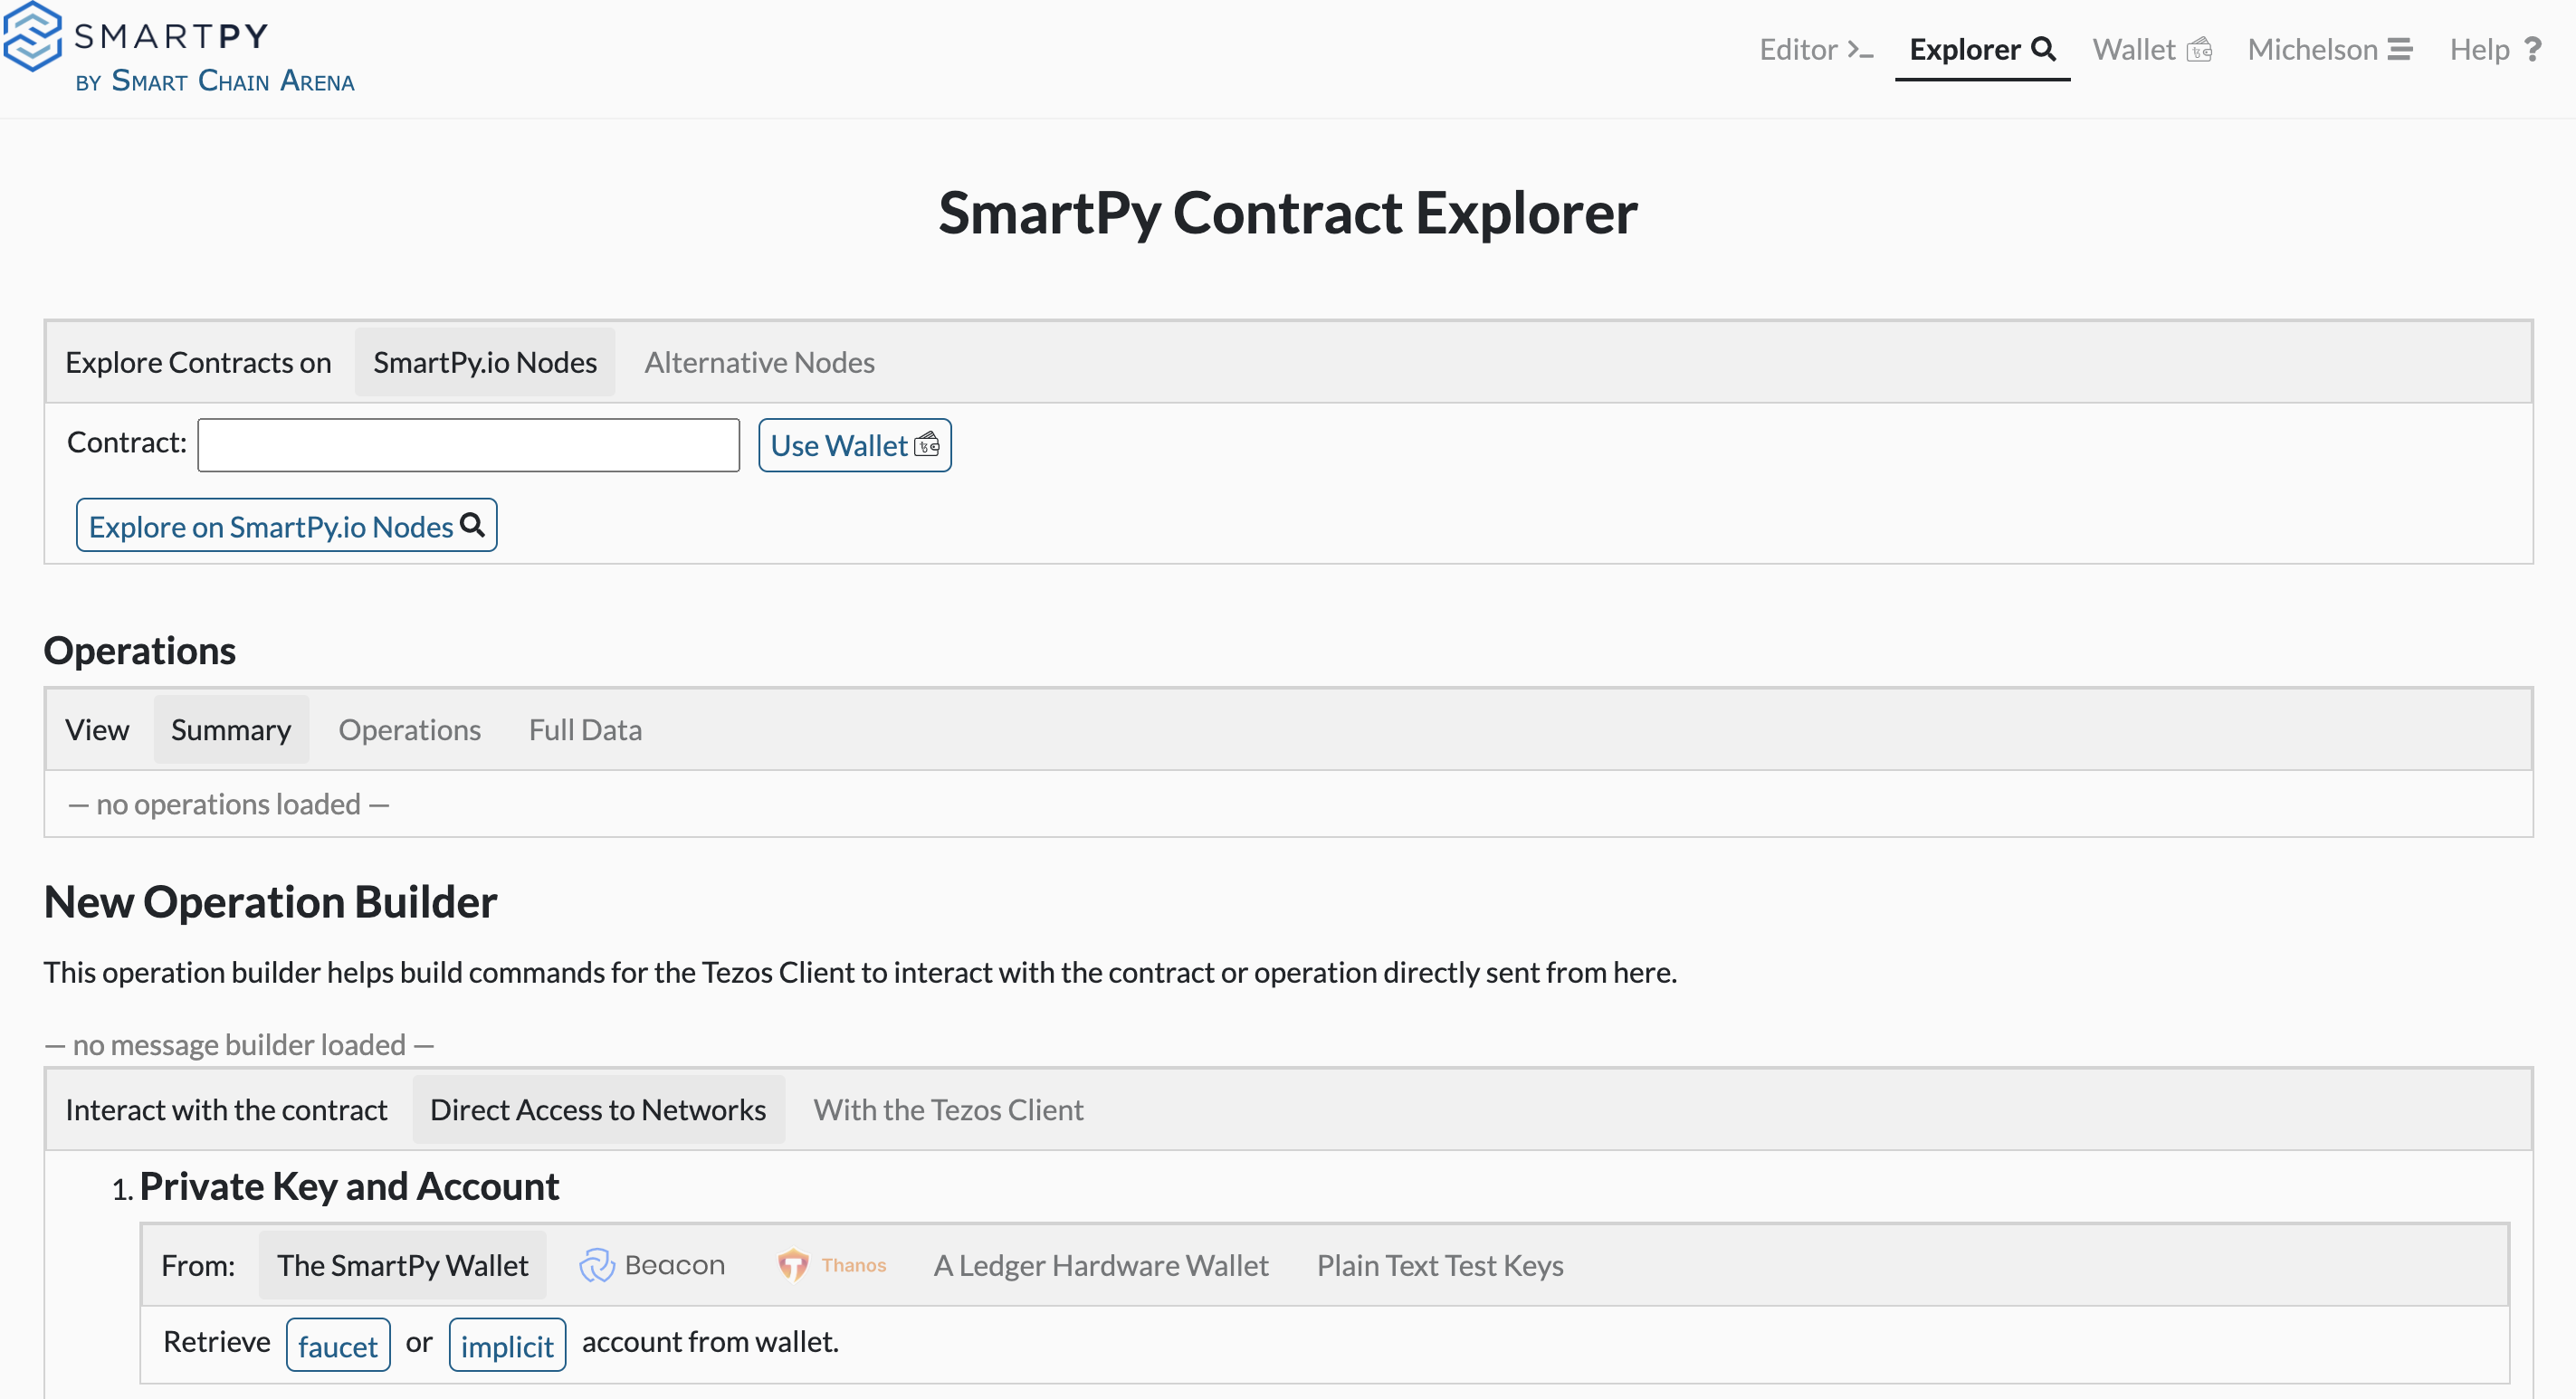 SMARTPY
BY SMART CHAIN ARENA
Editor Explorer Wallet Michelson Help ?
SmartPy Contract Explorer
Explore Contracts on SmartPy.io Nodes Alternative Nodes
Contract: Use Wallet
Explore on SmartPy.io Nodes
Operations
View Summary Operations Full Data
— no operations loaded —
New Operation Builder
This operation builder helps build commands for the Tezos Client to interact with the contract or operation directly sent from here.
— no message builder loaded —
Interact with the contract Direct Access to Networks With the Tezos Client
1. Private Key and Account
From: The SmartPy Wallet Beacon Thanos A Ledger Hardware Wallet Plain Text Test Keys
Retrieve faucet or implicit account from wallet.